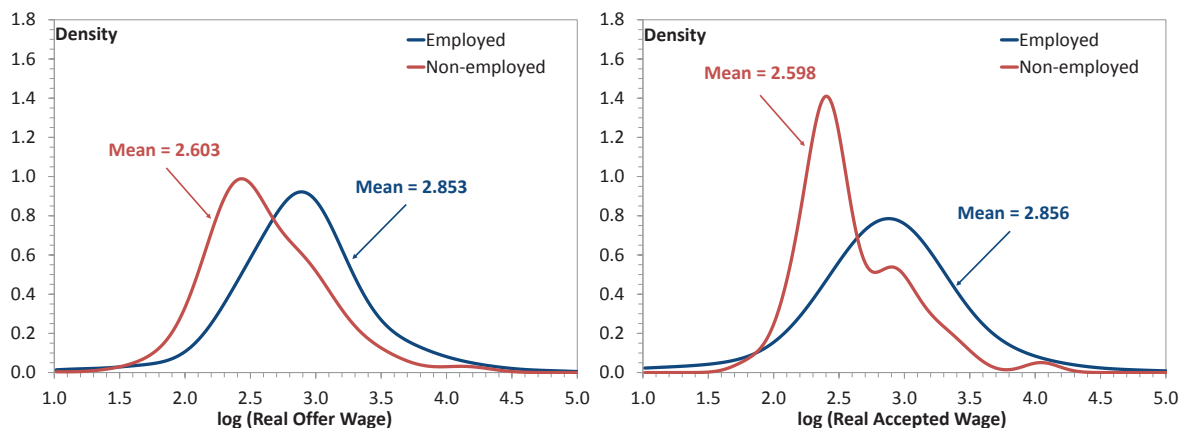 Density
Employed
Non-employed
Mean = 2.603
Mean = 2.853
1.8
1.6
1.4
1.2
1.0
0.8
0.6
0.4
0.2
0.0
1.0 1.5 2.0 2.5 3.0 3.5 4.0 4.5 5.0
log (Real Offer Wage)
Density
Employed
Non-employed
Mean = 2.598
Mean = 2.856
1.8
1.6
1.4
1.2
1.0
0.8
0.6
0.4
0.2
0.0
1.0 1.5 2.0 2.5 3.0 3.5 4.0 4.5 5.0
log (Real Accepted Wage)